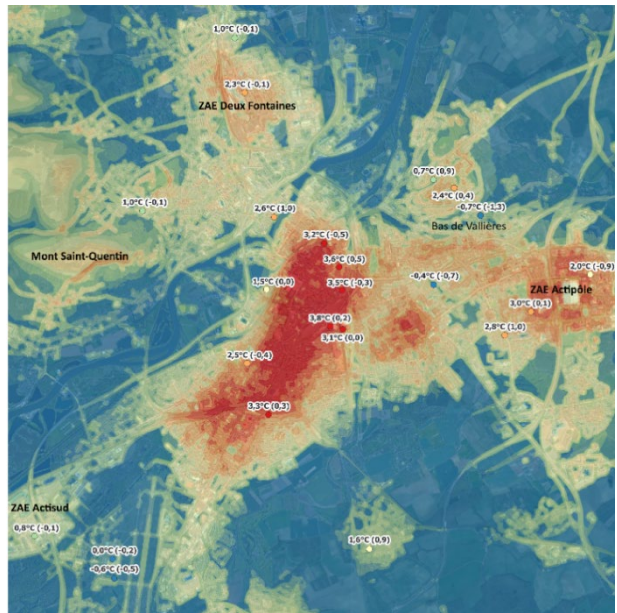 1,0°C (-0,1)
2,3°C (-0,1)
ZAE Deux Fontaines
0,7°C (0,9)
2,4°C (0,4)
-0,7°C (-1,3)
1,0°C (-0,1)
2,6°C (1,0)
Bas de Vallières
3,2°C (-0,5)
Mont Saint-Quentin
3,6°C (0,5)
2,0°C (-0,9)
1,5°C (0,0)
3,5°C (-0,3)
-0,4°C (-0,7)
ZAE Actipôle
3,0°C (0,1)
3,8°C (0,2)
2,8°C (1,0)
3,1°C (0,0)
2,5°C (-0,4)
3,3°C (0,3)
ZAE Actisud
0,8°C (-0,1)
1,6°C (0,9)
0,0°C (-0,2)
-0,6°C (-0,5)